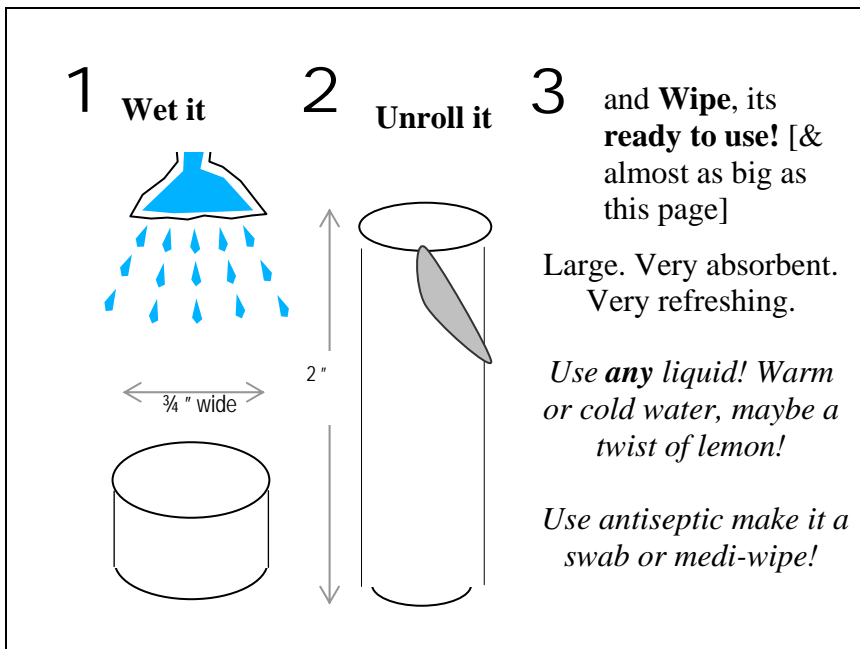 1 Wet it
¾ " wide
2 Unroll it
2 "
3 and Wipe, its
ready to use! [&
almost as big as
this page]
Large. Very absorbent.
Very refreshing.
Use any liquid! Warm
or cold water, maybe a
twist of lemon!
Use antiseptic make it a
swab or medi-wipe!